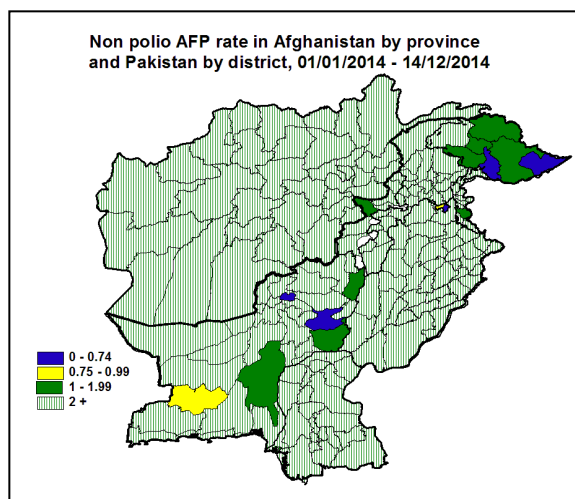 Non polio AFP rate in Afghanistan by province
and Pakistan by district, 01/01/2014 - 14/12/2014
0 - 0.74
0.75 - 0.99
1 - 1.99
2 +